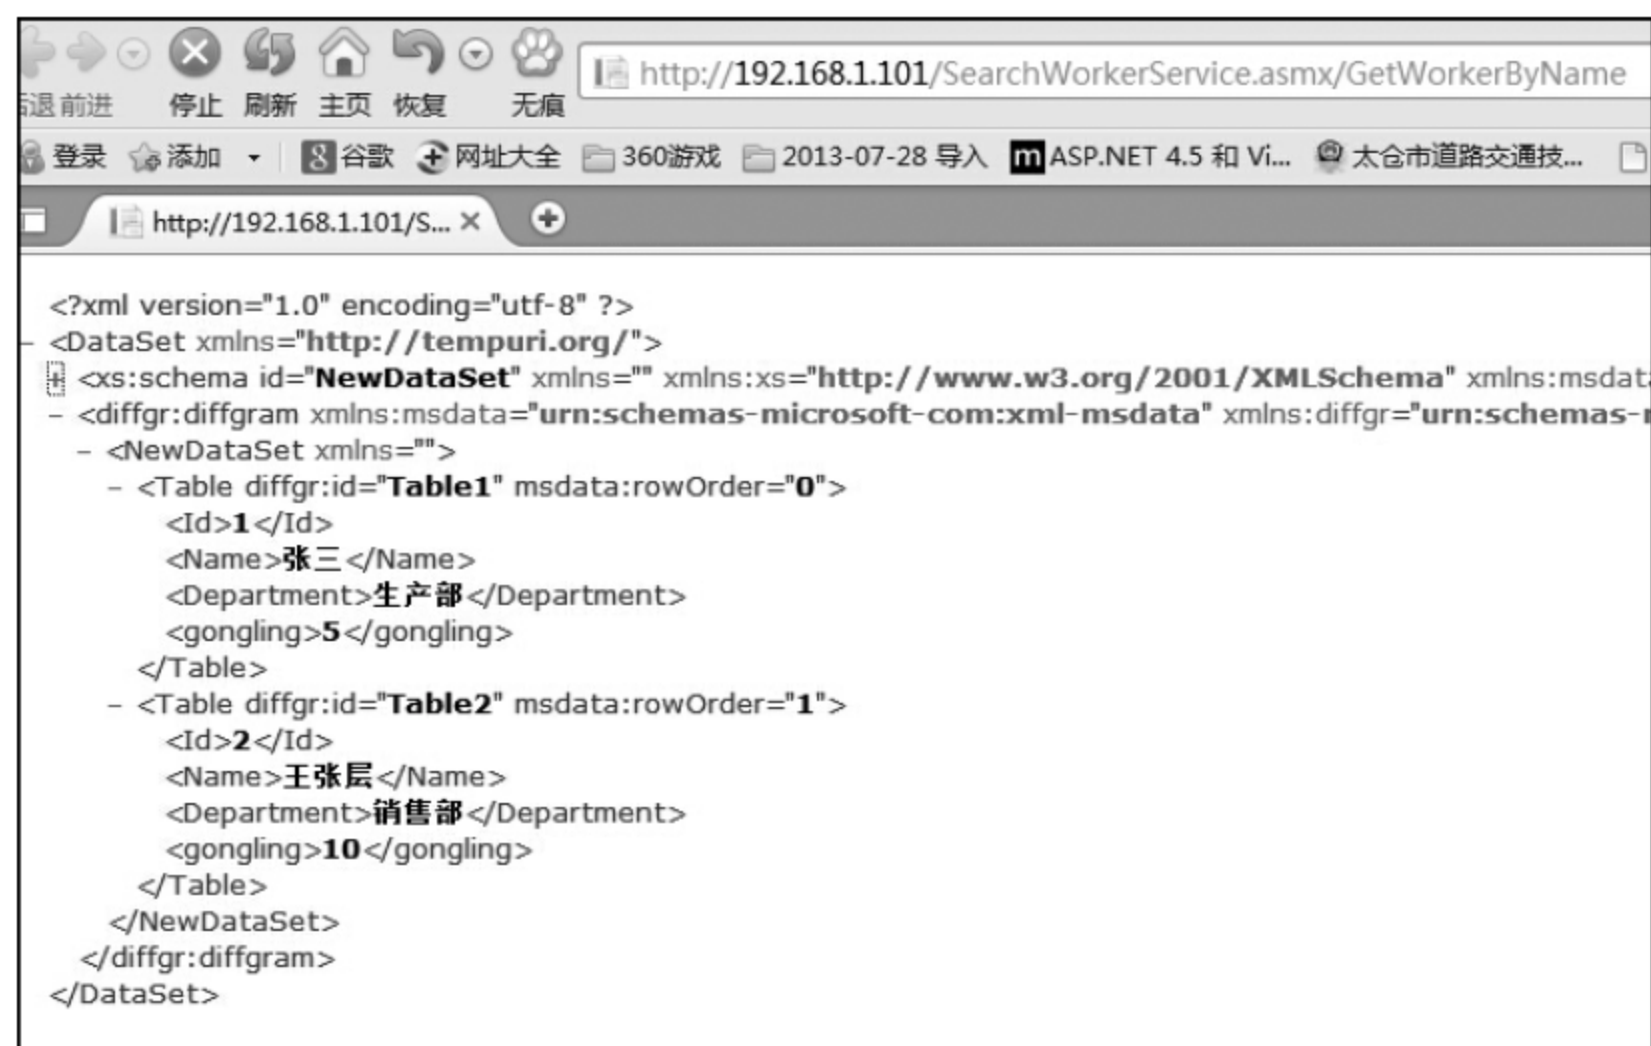 http://192.168.1.101/SearchWorkerService.asmx/GetWorkerByName
退 前进 停止 刷新 主页 恢复 无痕
登录 添加 谷歌 网址大全 360游戏 2013-07-28 导入 ASP.NET 4.5 和 Vi... 太仓市道路交通技...
http://192.168.1.101/S...
<?xml version="1.0" encoding="utf-8" ?>
- <DataSet xmlns="http://tempuri.org/">
+ <xs:schema id="NewDataSet" xmlns="" xmlns:xs="http://www.w3.org/2001/XMLSchema" xmlns:msdat
- <diffgr:diffgram xmlns:msdata="urn:schemas-microsoft-com:xml-msdata" xmlns:diffgr="urn:schemas-
- <NewDataSet xmlns="">
- <Table diffgr:id="Table1" msdata:rowOrder="0">
<Id>1</Id>
<Name>张三</Name>
<Department>生产部</Department>
<gongling>5</gongling>
</Table>
- <Table diffgr:id="Table2" msdata:rowOrder="1">
<Id>2</Id>
<Name>王张层</Name>
<Department>销售部</Department>
<gongling>10</gongling>
</Table>
</NewDataSet>
</diffgr:diffgram>
</DataSet>